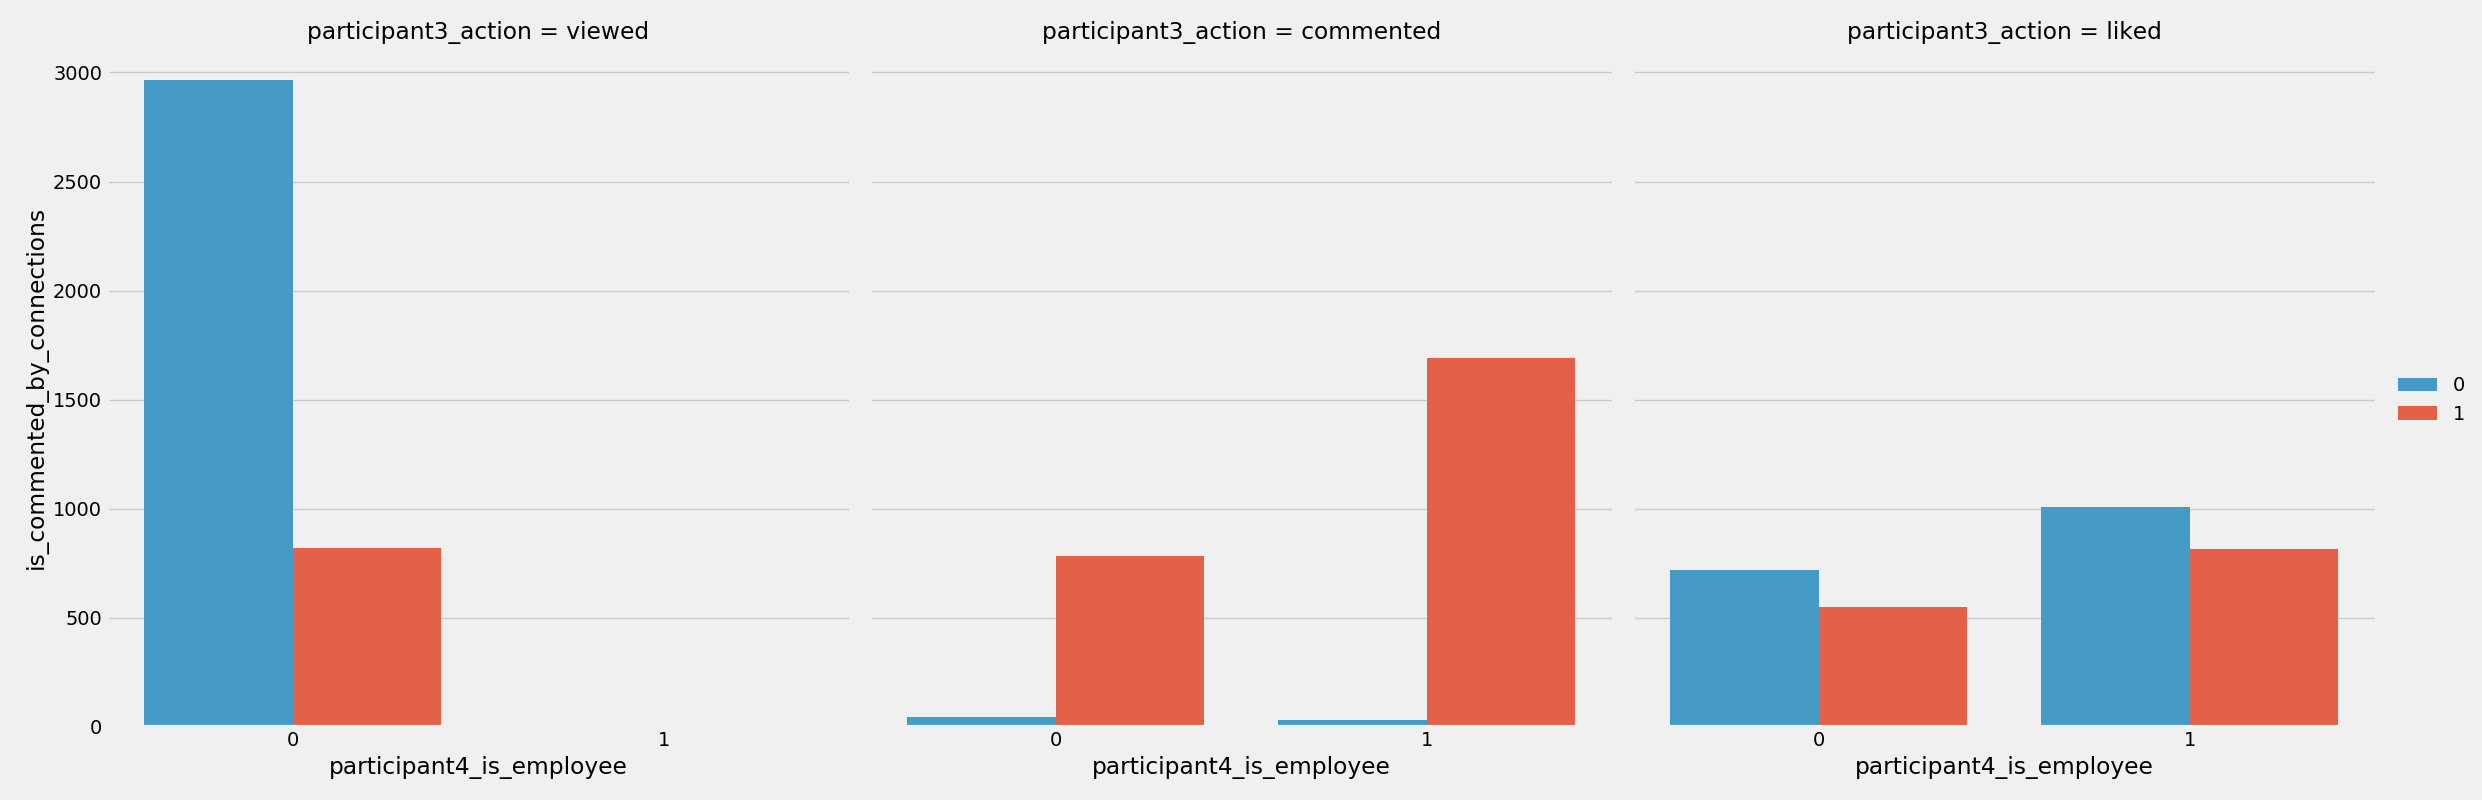 participant3_action = viewed
participant3_action = commented
participant3_action = liked
is_commented_by_connections
3000
2500
2000
1500
1000
500
0
0 1
0 1
0 1
participant4_is_employee
participant4_is_employee
participant4_is_employee
0
1